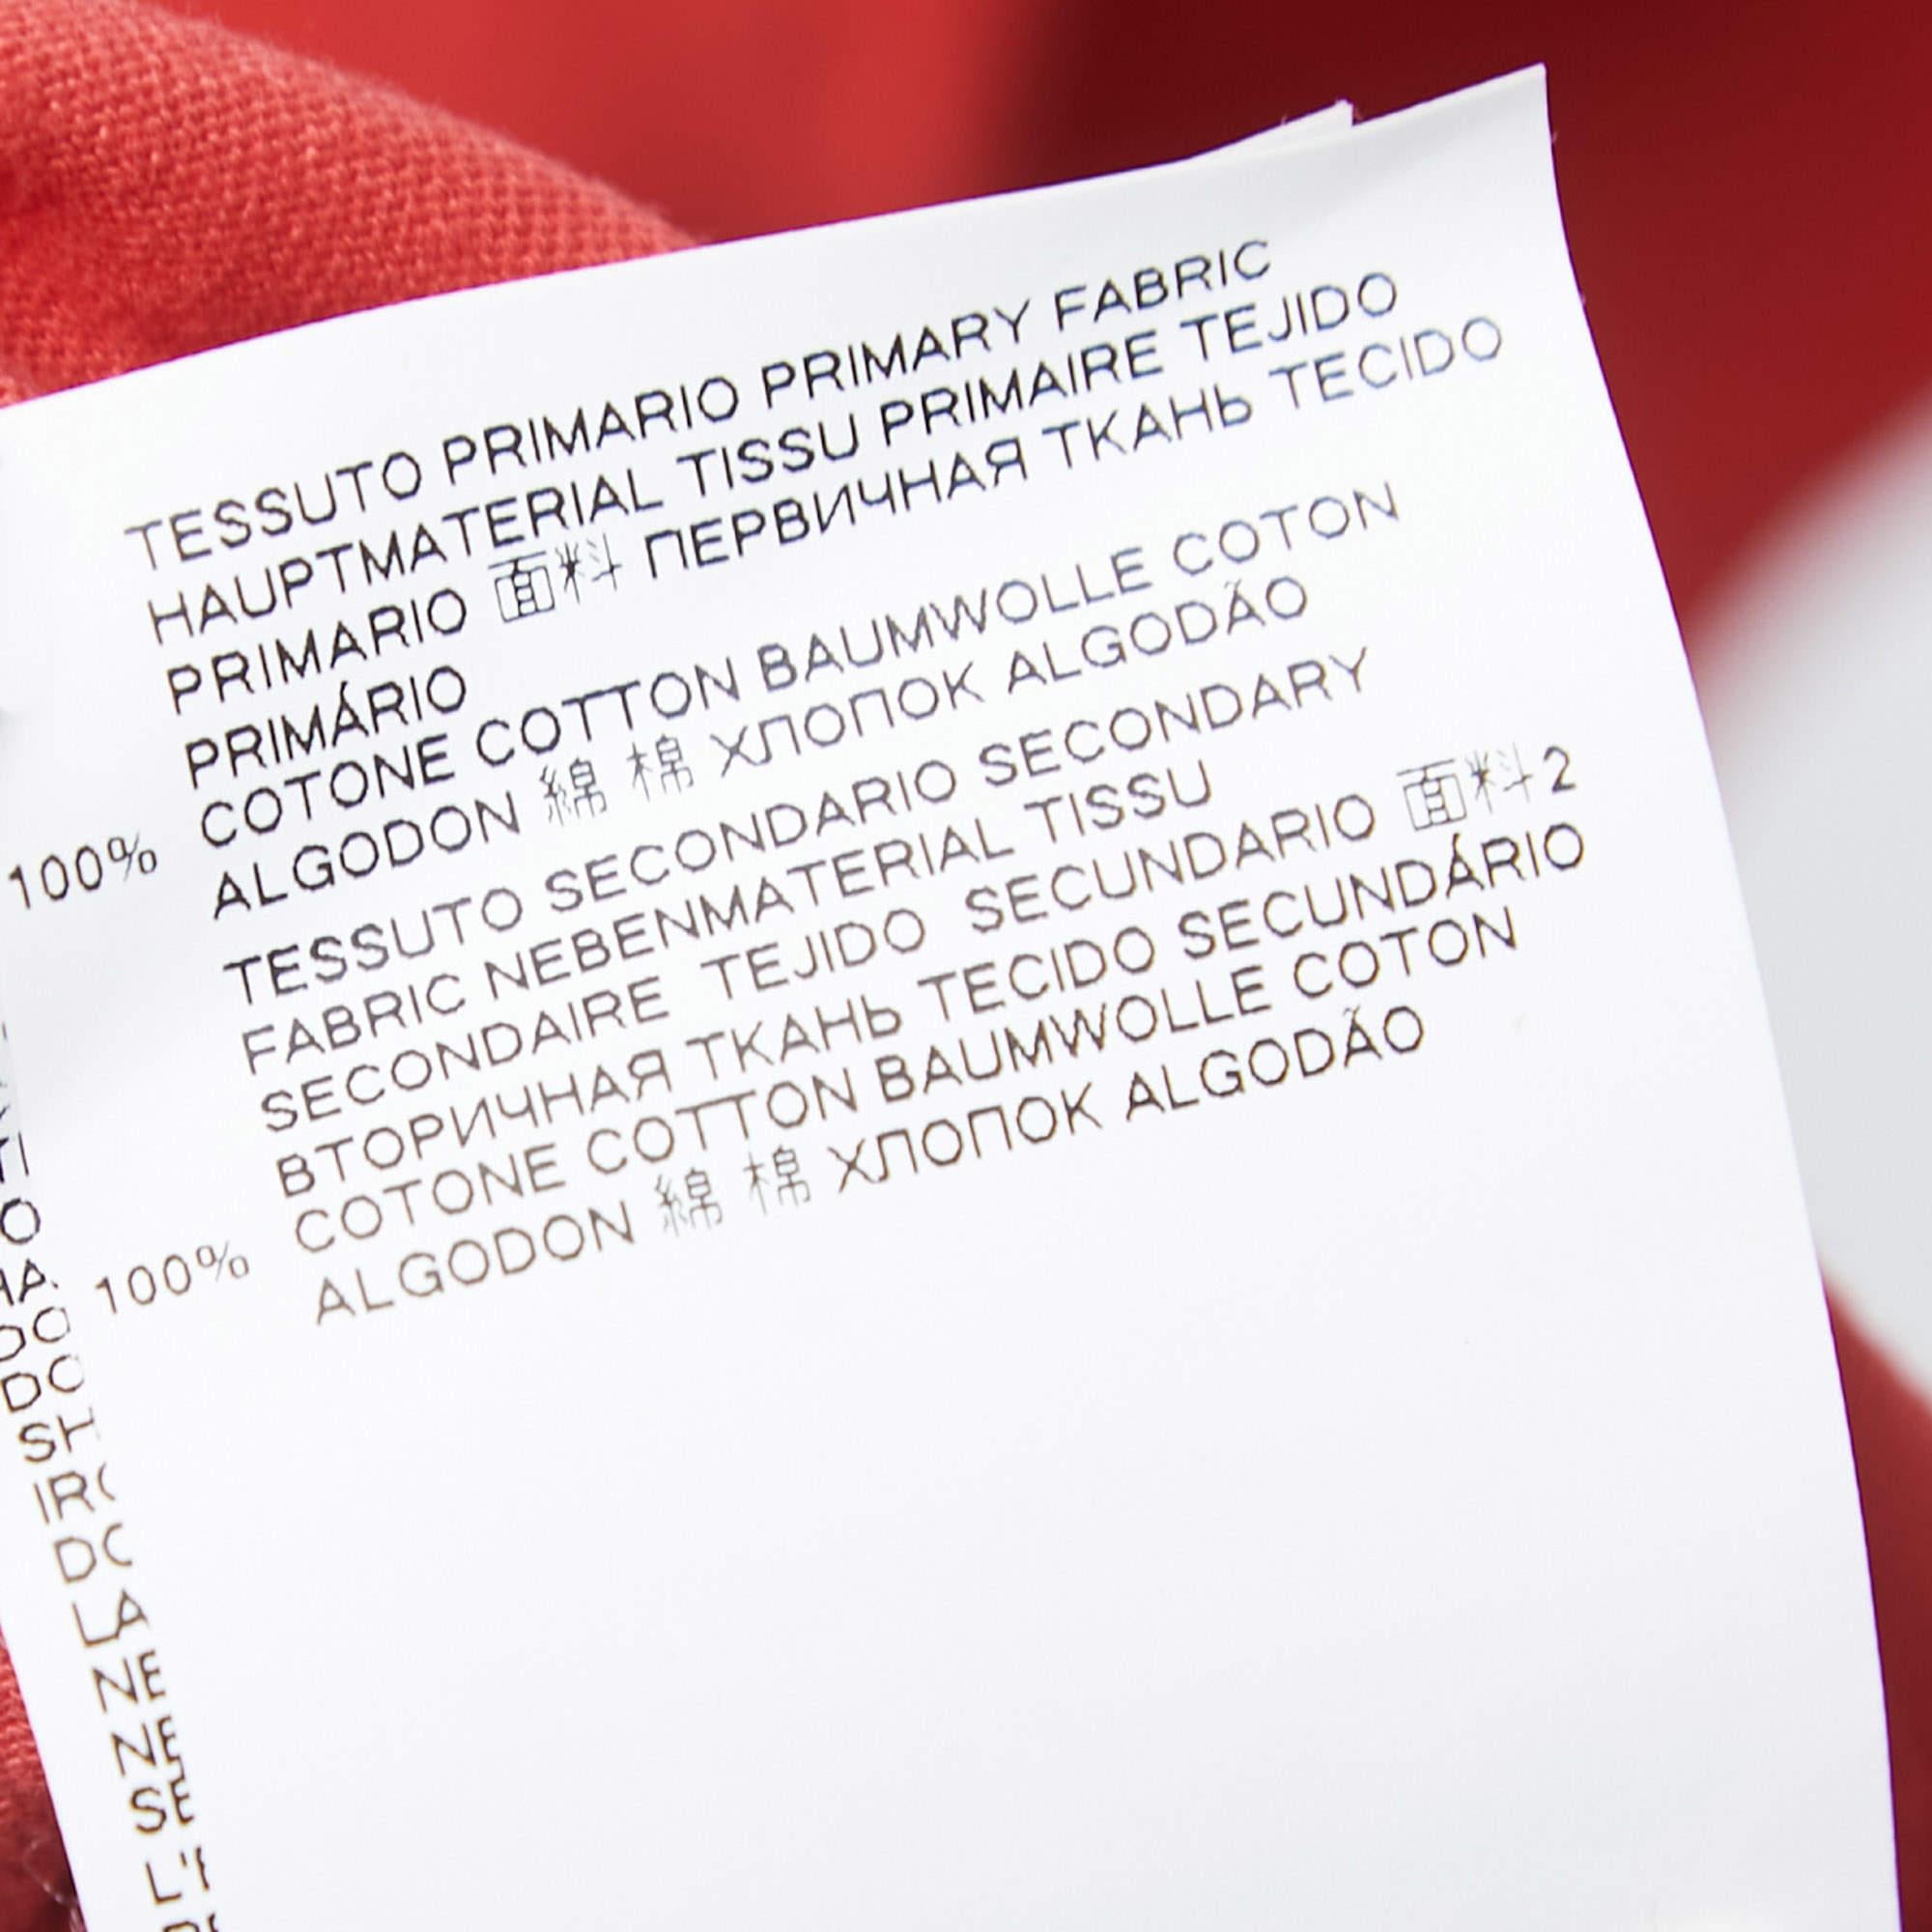 TESSUTO PRIMARIO PRIMARY FABRIC
HAUPTMATERIAL TISSU PRIMAIRE TEJIDO
PRIMARIO 面料 ПЕРВИЧНАЯ ТКАНЬ TECIDO
PRIMÁRIO
100% COTONE COTTON BAUMWOLLE COTON
ALGODON 綿 棉 ХЛОПОК ALGODÃO
TESSUTO SECONDARIO SECONDARY
FABRIC NEBENMATERIAL TISSU
SECONDAIRE TEJIDO SECUNDARIO 面料2
ВТОРИЧНАЯ ТКАНЬ TECIDO SECUNDÁRIO
100% COTONE COTTON BAUMWOLLE COTON
ALGODON 綿 棉 ХЛОПОК ALGODÃO